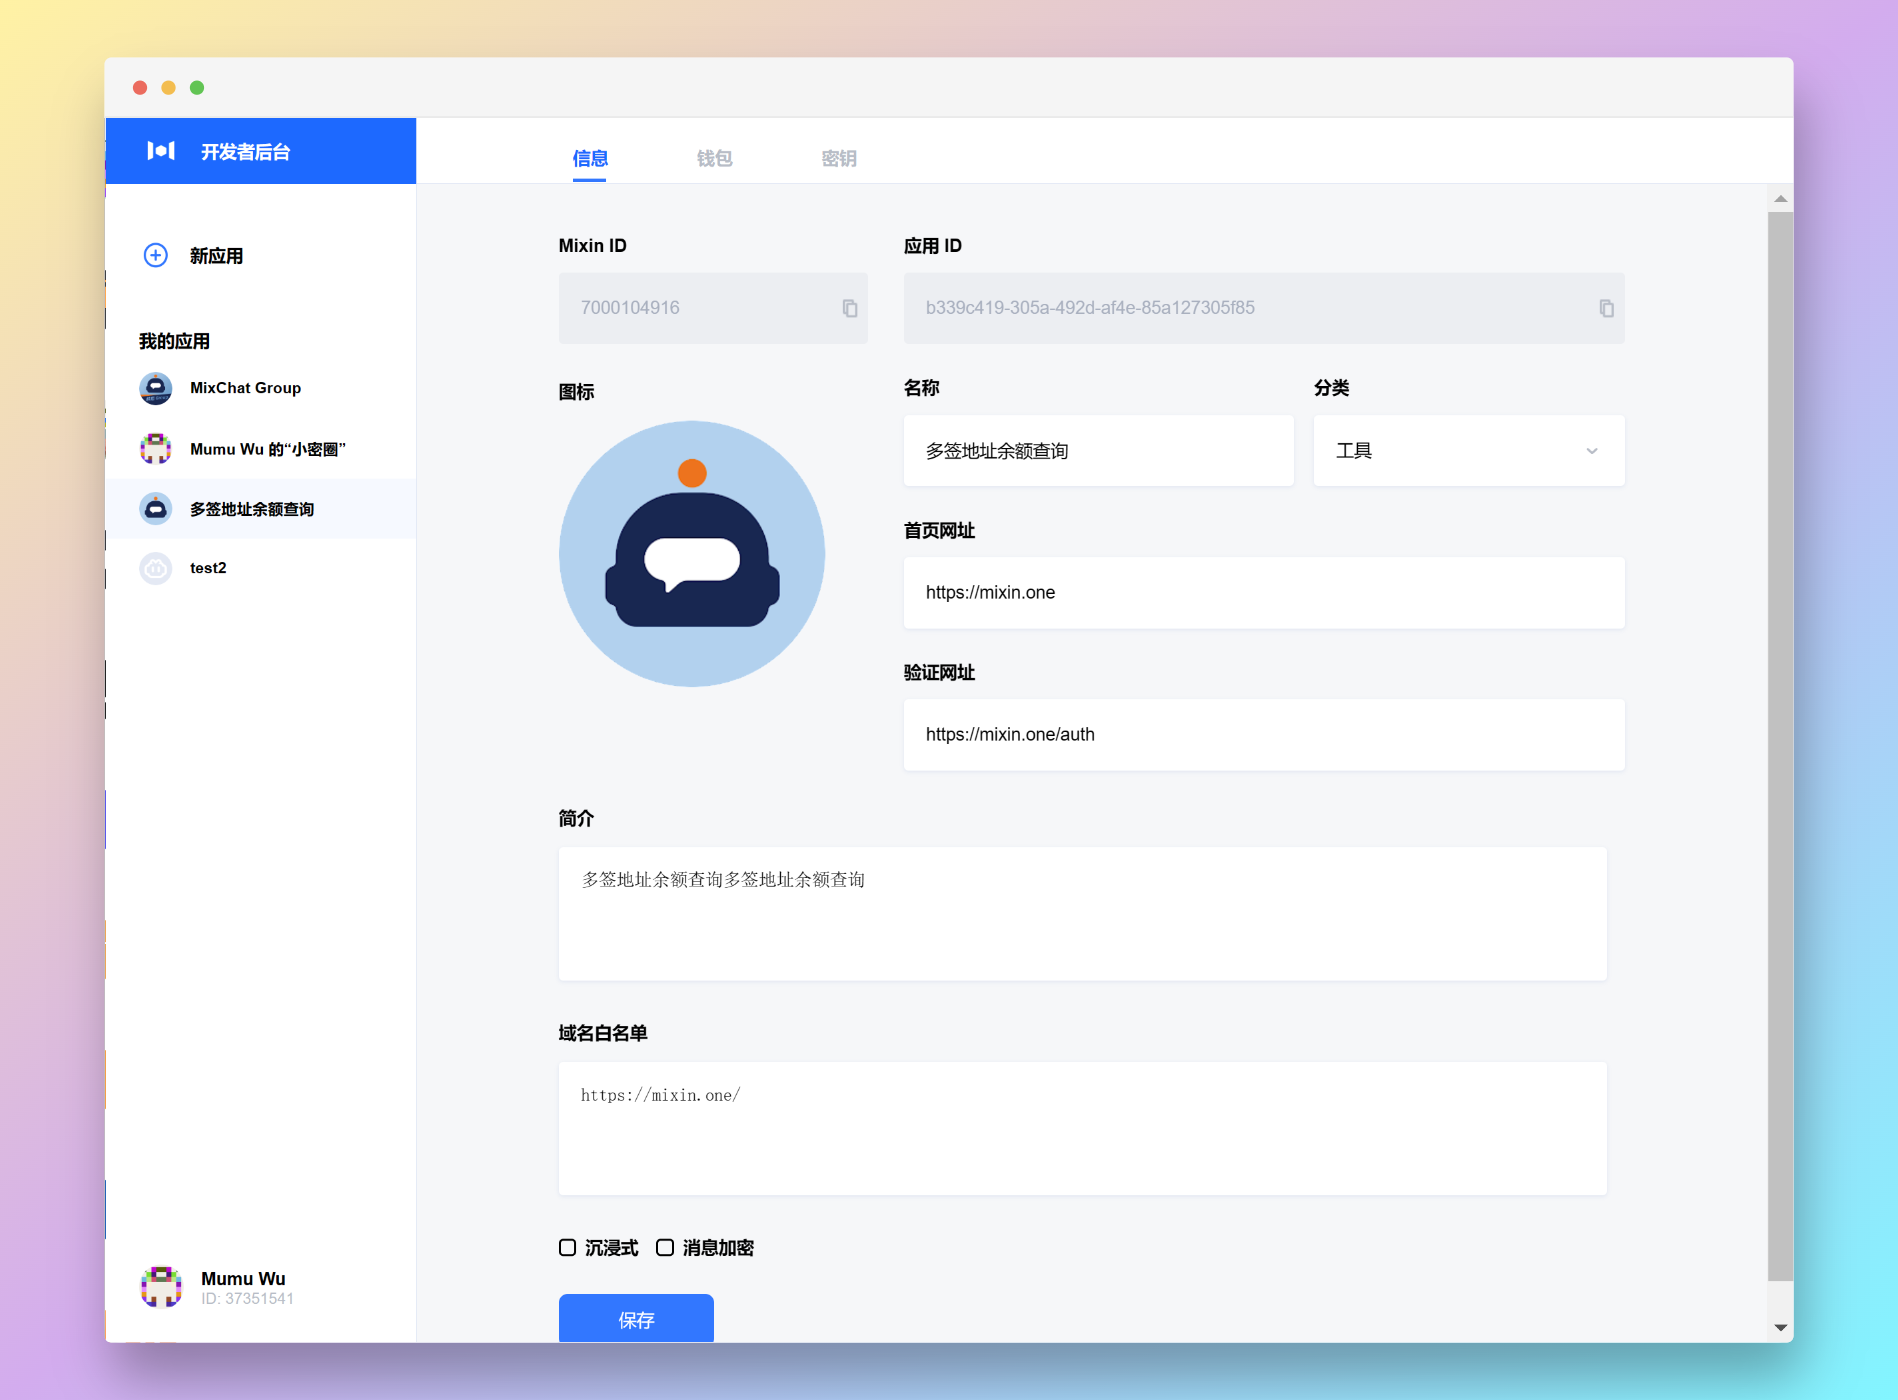 开发者后台
信息
钱包
密钥
新应用
我的应用
MixChat Group
Mumu Wu 的“小密圈”
多签地址余额查询
test2
Mumu Wu
ID: 37351541
Mixin ID
应用 ID
7000104916
b339c419-305a-492d-af4e-85a127305f85
图标
名称
分类
多签地址余额查询
工具
首页网址
https://mixin.one
验证网址
https://mixin.one/auth
简介
多签地址余额查询多签地址余额查询
域名白名单
https://mixin.one/
沉浸式
消息加密
保存